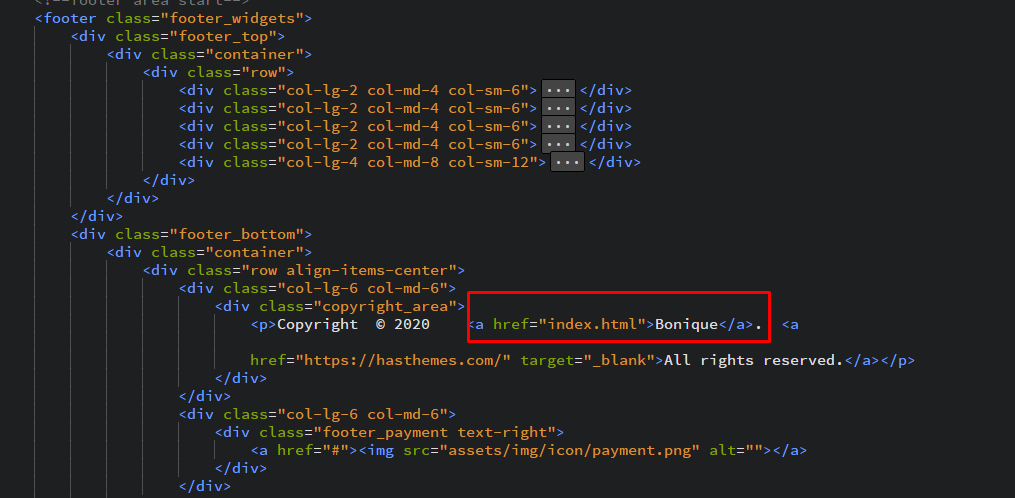 <!--footer area start-->
<footer class="footer_widgets">
<div class="footer_top">
<div class="container">
<div class="row">
<div class="col-lg-2 col-md-4 col-sm-6"> ... </div>
<div class="col-lg-2 col-md-4 col-sm-6"> ... </div>
<div class="col-lg-2 col-md-4 col-sm-6"> ... </div>
<div class="col-lg-2 col-md-4 col-sm-6"> ... </div>
<div class="col-lg-4 col-md-8 col-sm-12"> ... </div>
</div>
</div>
</div>
<div class="footer_bottom">
<div class="container">
<div class="row align-items-center">
<div class="col-lg-6 col-md-6">
<div class="copyright_area">
<p>Copyright  © 2020    <a href="index.html">Bonique</a>.  <a
href="https://hasthemes.com/" target="_blank">All rights reserved.</a></p>
</div>
</div>
<div class="col-lg-6 col-md-6">
<div class="footer_payment text-right">
<a href="#"><img src="assets/img/icon/payment.png" alt=""></a>
</div>
</div>